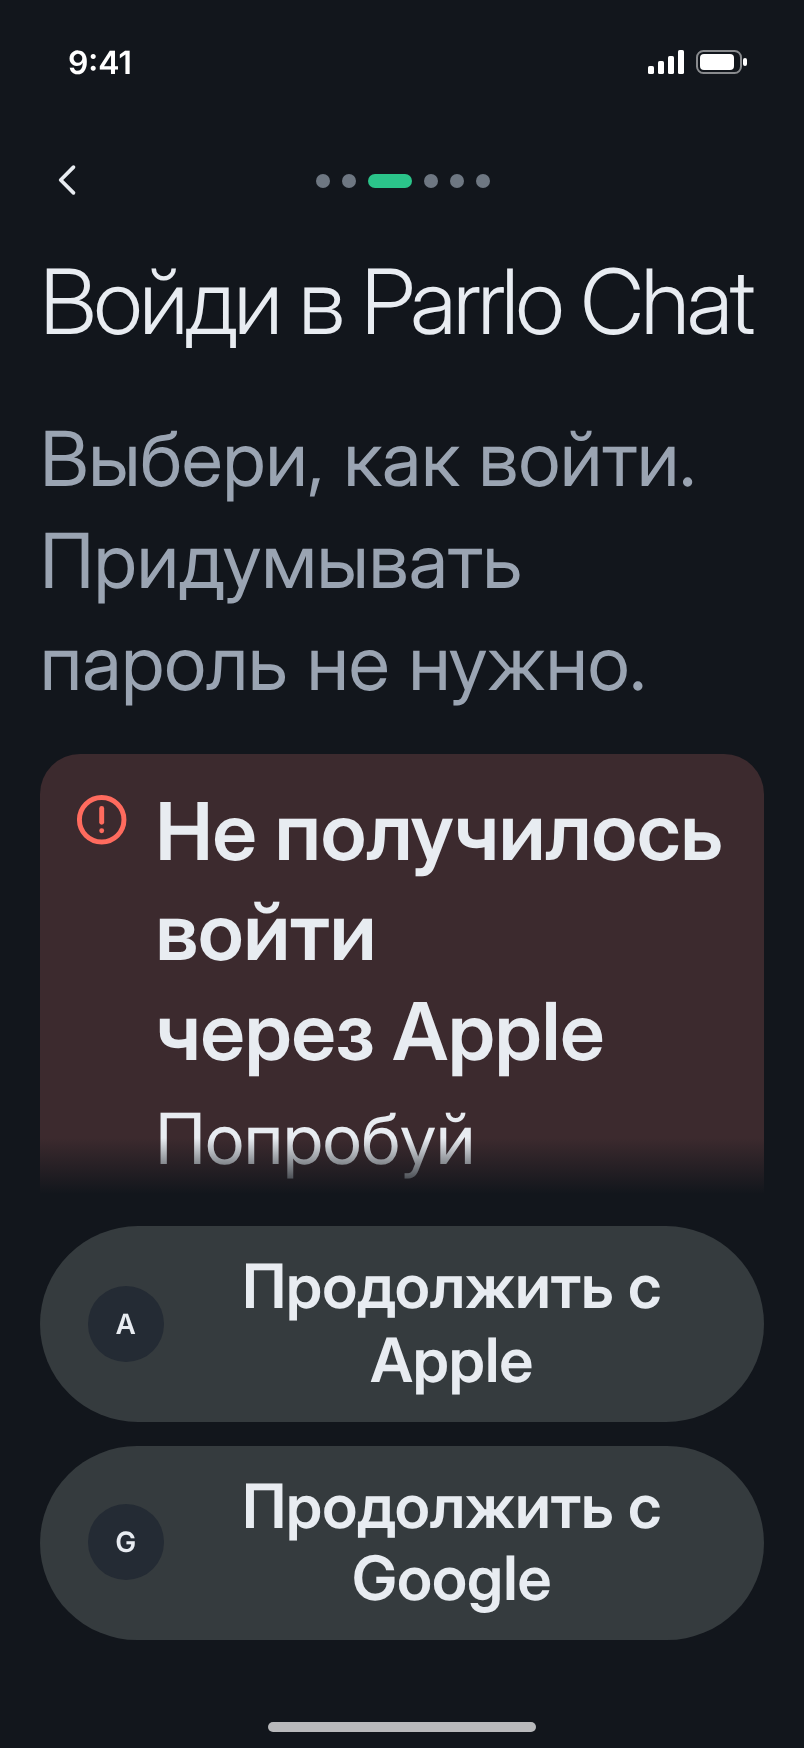 9:41
Войди в Parrlo Chat
Выбери, как войти.
Придумывать
пароль не нужно.
Не получилось
войти
через Apple
Попробуй
A
Продолжить с
Apple
G
Продолжить с
Google